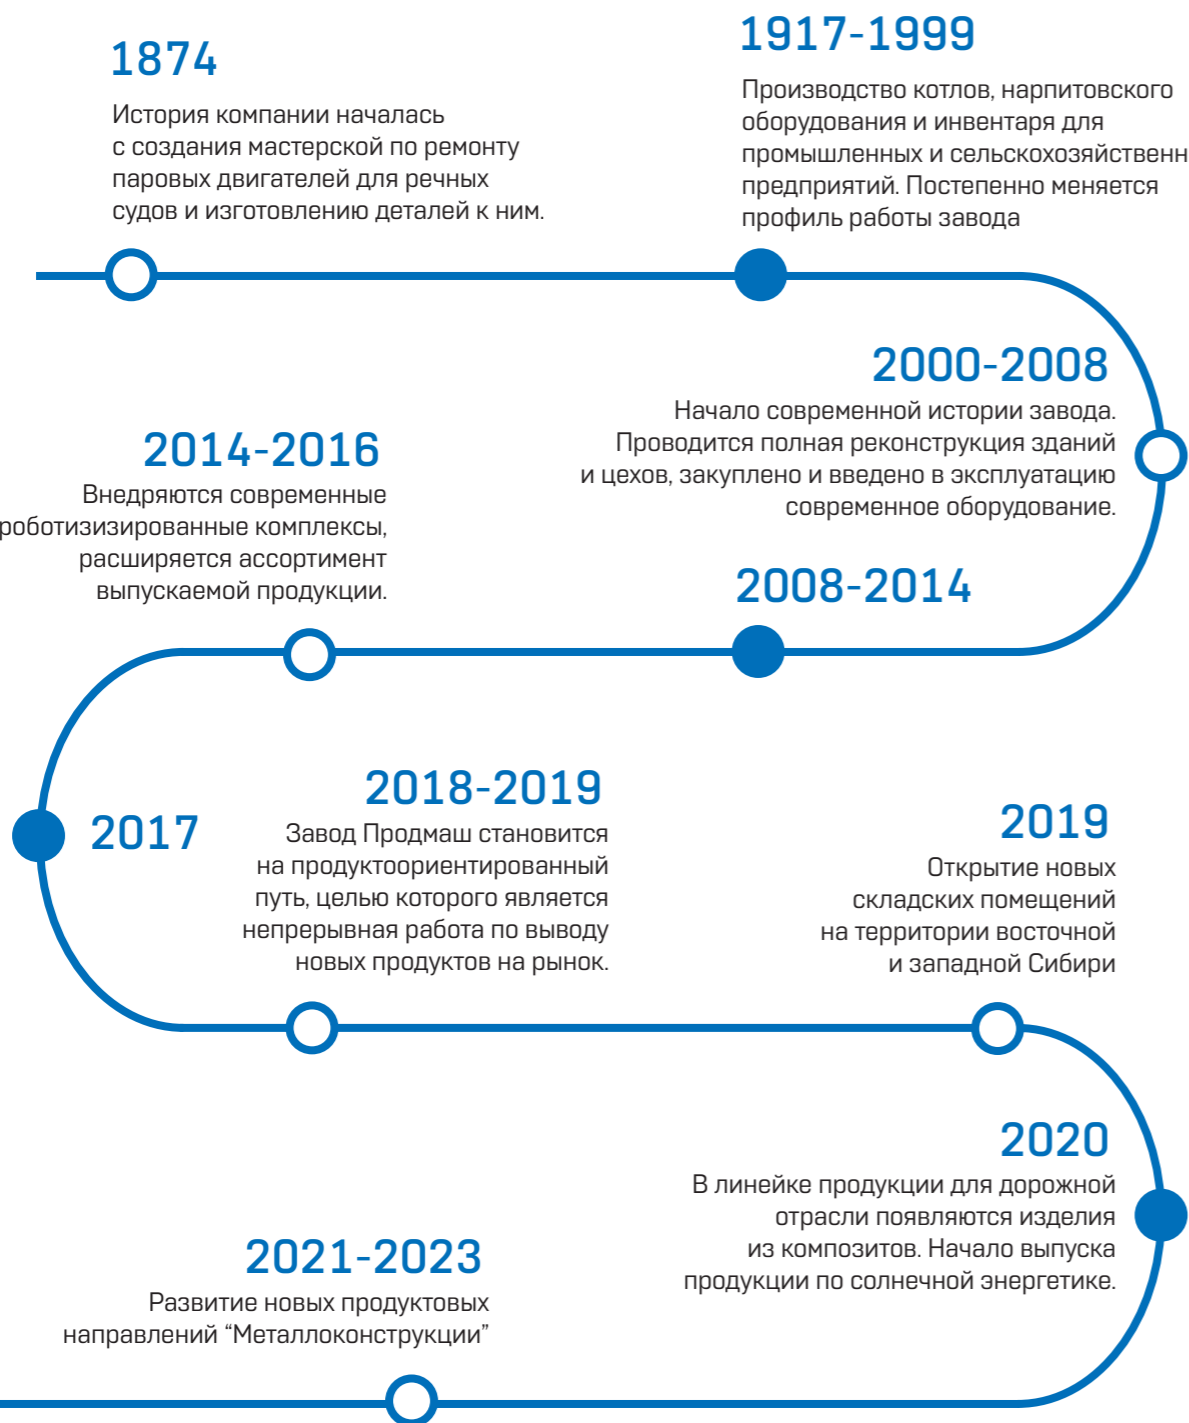 1874
История компании началась
с создания мастерской по ремонту
паровых двигателей для речных
судов и изготовлению деталей к ним.
1917-1999
Производство котлов, нарпитовского
оборудования и инвентаря для
промышленных и сельскохозяйственн
предприятий. Постепенно меняется
профиль работы завода
2000-2008
Начало современной истории завода.
Проводится полная реконструкция зданий
и цехов, закуплено и введено в эксплуатацию
современное оборудование.
2008-2014
2014-2016
Внедряются современные
роботизизированные комплексы,
расширяется ассортимент
выпускаемой продукции.
2017
2018-2019
Завод Продмаш становится
на продуктоориентированный
путь, целью которого является
непрерывная работа по выводу
новых продуктов на рынок.
2019
Открытие новых
складских помещений
на территории восточной
и западной Сибири
2020
В линейке продукции для дорожной
отрасли появляются изделия
из композитов. Начало выпуска
продукции по солнечной энергетике.
2021-2023
Развитие новых продуктовых
направлений “Металлоконструкции”